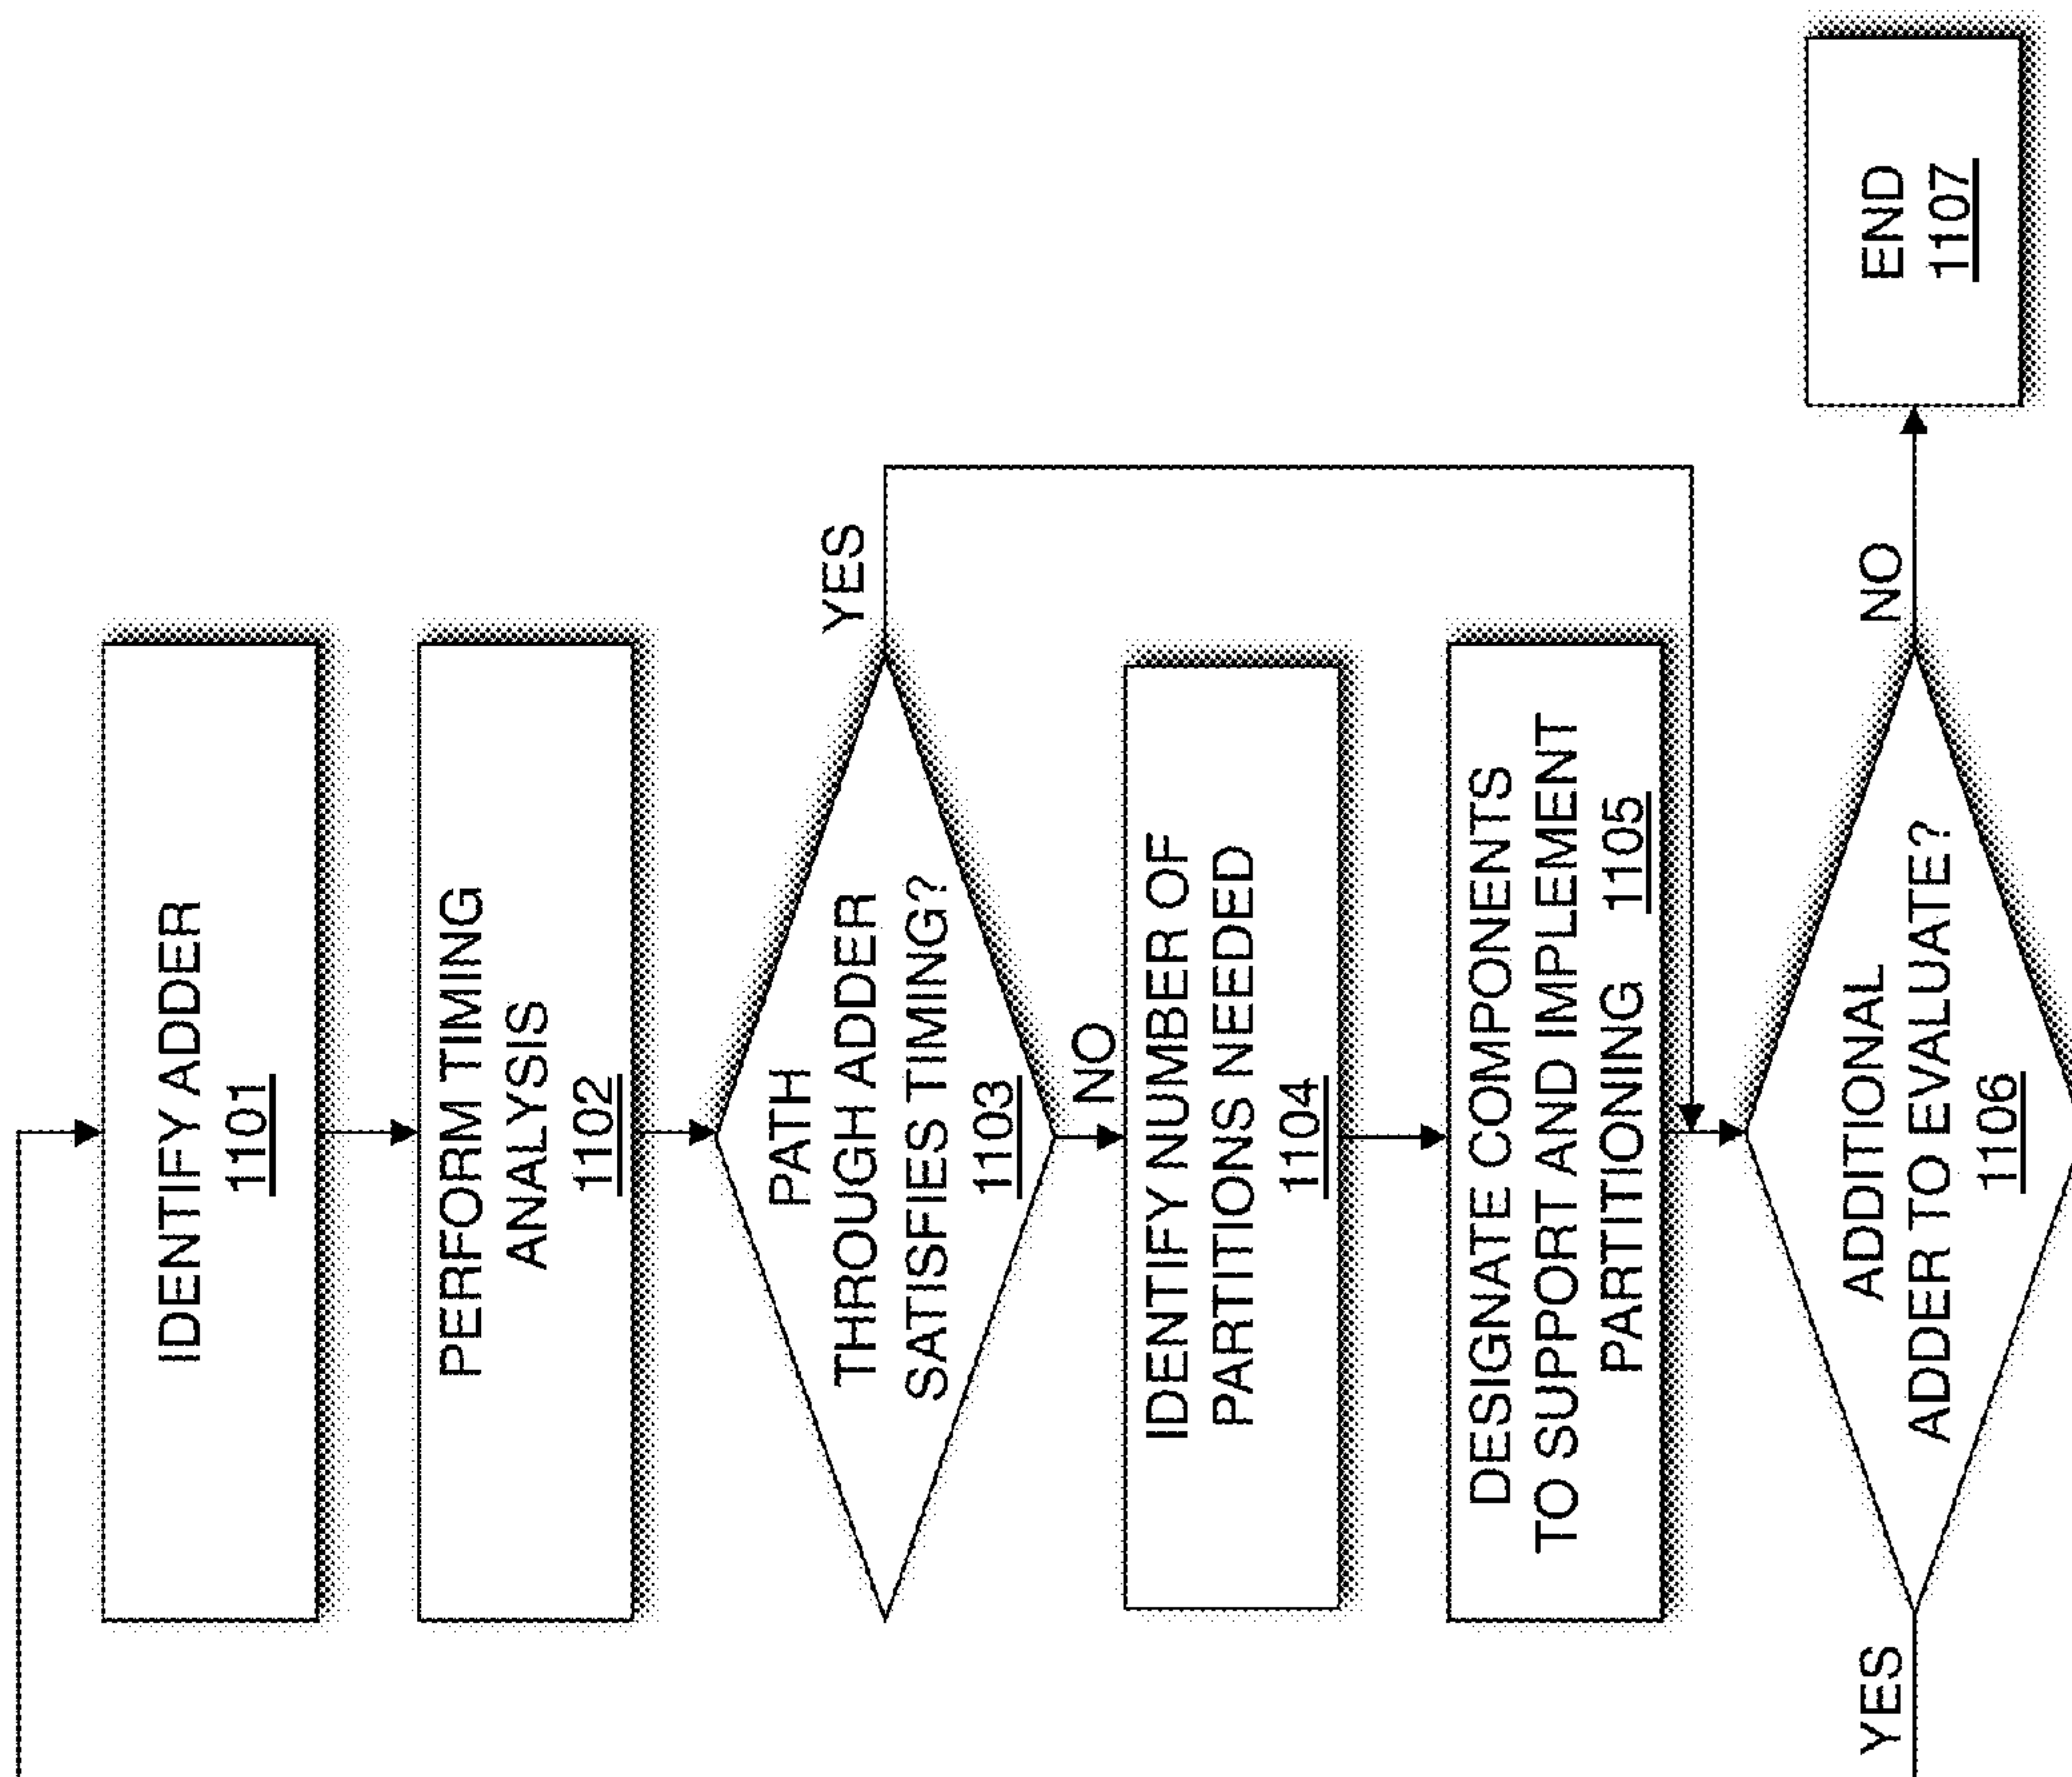 IDENTIFY ADDER
1101
PERFORM TIMING
ANALYSIS
1102
PATH
THROUGH ADDER
SATISFIES TIMING?
1103
YES
NO
IDENTIFY NUMBER OF
PARTITIONS NEEDED
1104
DESIGNATE COMPONENTS
TO SUPPORT AND IMPLEMENT
PARTITIONING 1105
ADDITIONAL
ADDER TO EVALUATE?
1106
YES
NO
END
1107